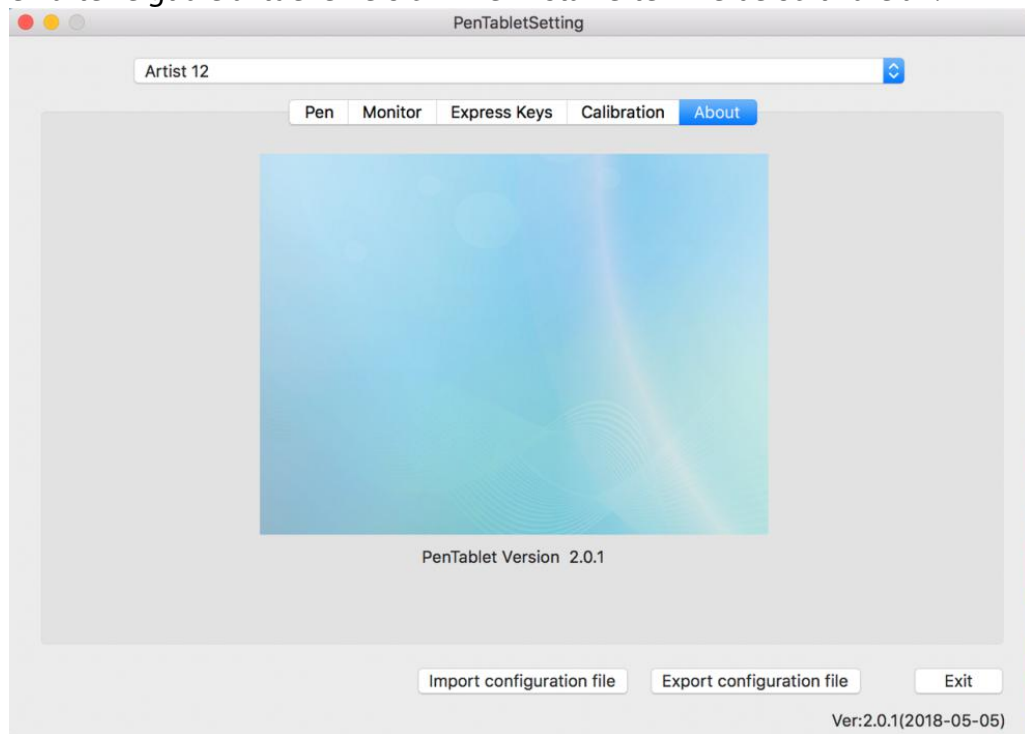 PenTabletSetting
Artist 12
Pen Monitor Express Keys Calibration About
PenTablet Version 2.0.1
Import configuration file Export configuration file Exit
Ver:2.0.1(2018-05-05)